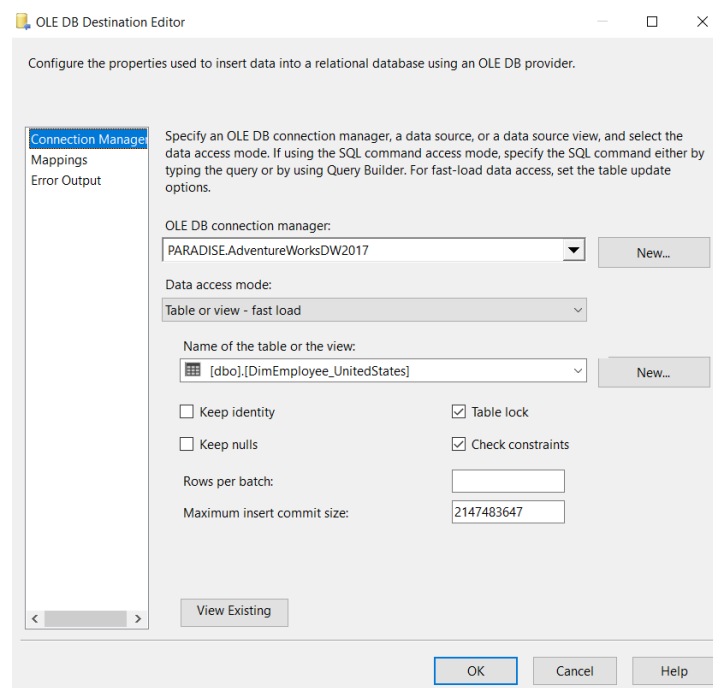 OLE DB Destination Editor
Configure the properties used to insert data into a relational database using an OLE DB provider.
Connection Manager
Mappings
Error Output
Specify an OLE DB connection manager, a data source, or a data source view, and select the
data access mode. If using the SQL command access mode, specify the SQL command either by
typing the query or by using Query Builder. For fast-load data access, set the table update
options.
OLE DB connection manager:
PARADISE.AdventureWorksDW2017
New...
Data access mode:
Table or view - fast load
Name of the table or the view:
[dbo].[DimEmployee_UnitedStates]
New...
Keep identity
Table lock
Keep nulls
Check constraints
Rows per batch:
Maximum insert commit size:
2147483647
View Existing
OK
Cancel
Help